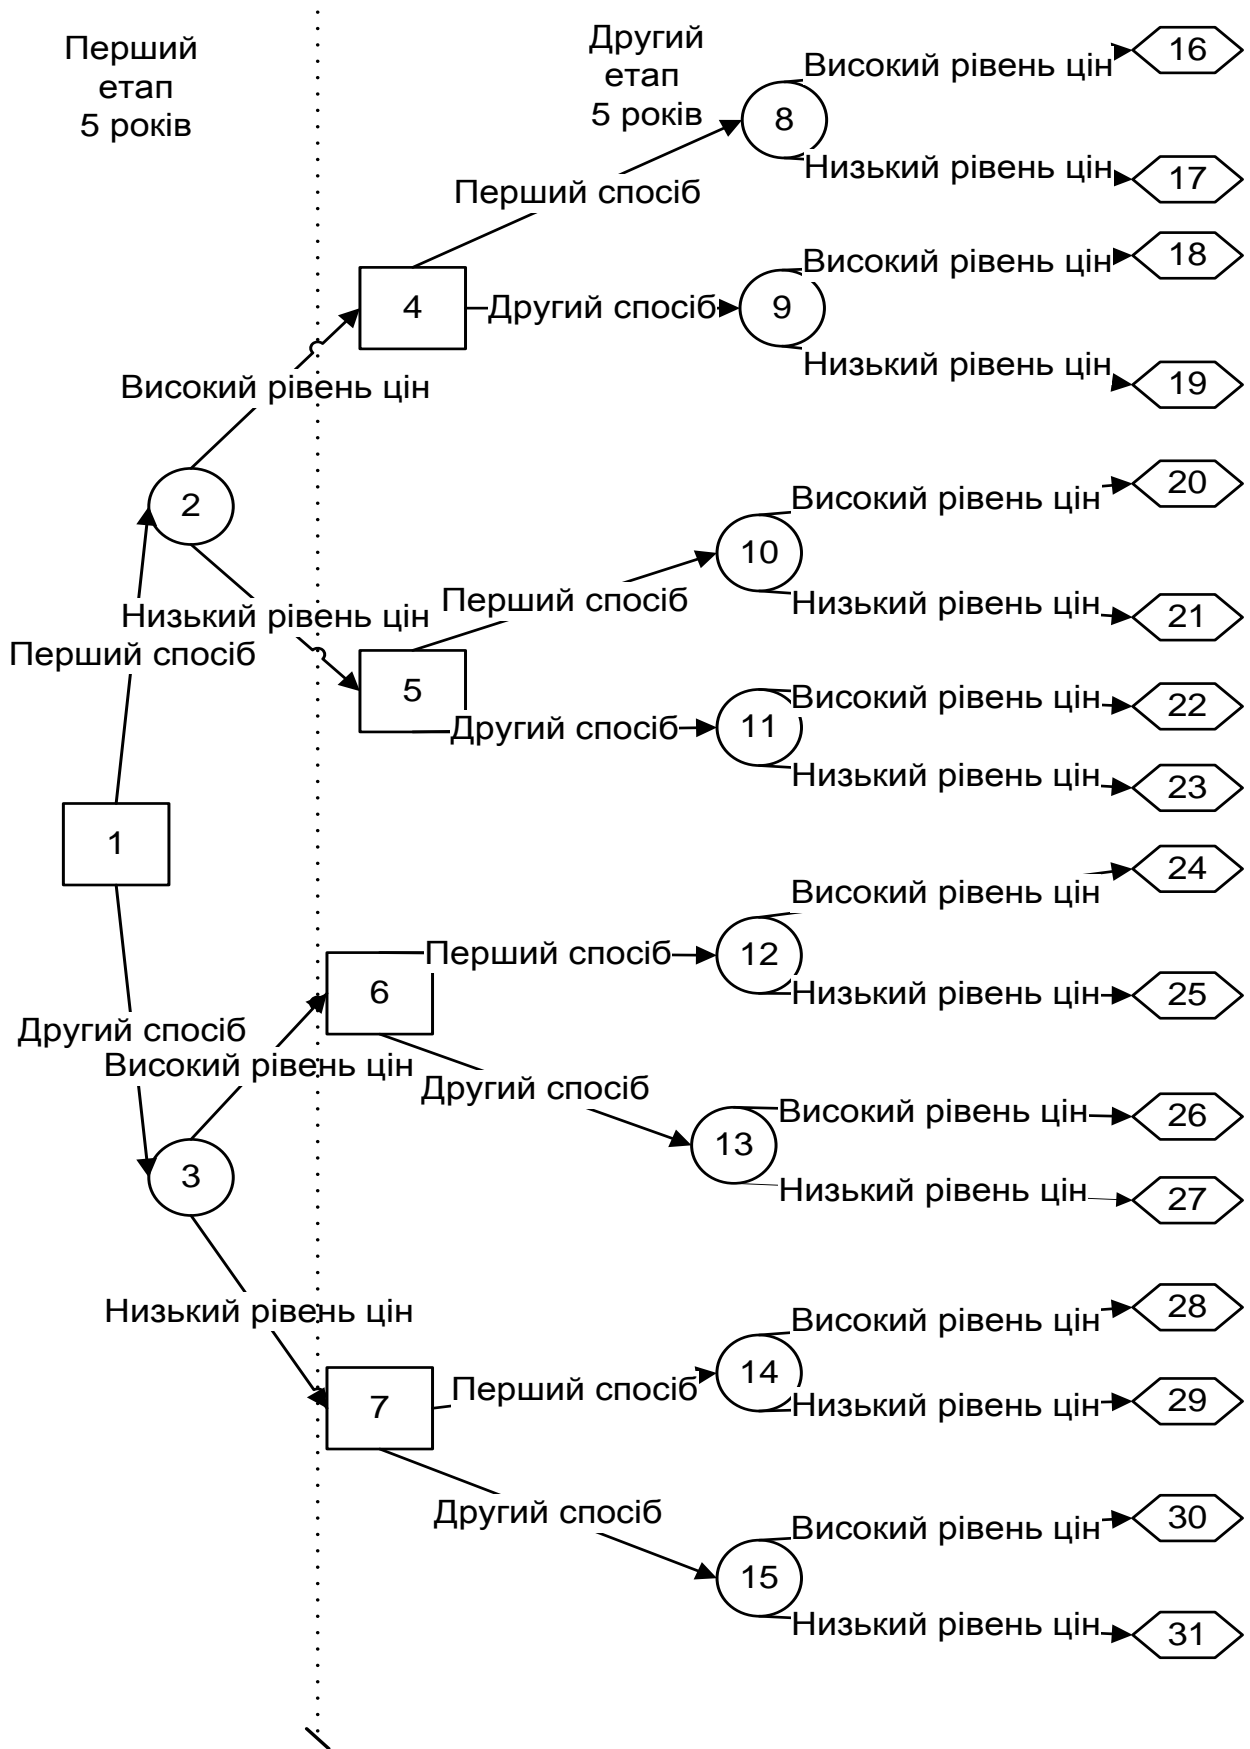 Перший
етап
5 років
Другий
етап
5 років
Високий рівень цін
16
8
Низький рівень цін
17
Перший спосіб
Високий рівень цін
18
4
Другий спосіб
9
Низький рівень цін
19
Високий рівень цін
2
Високий рівень цін
20
10
Низький рівень цін
Перший спосіб
Низький рівень цін
21
Перший спосіб
5
Високий рівень цін
22
Другий спосіб
11
Низький рівень цін
23
1
Високий рівень цін
24
Перший спосіб
12
6
Низький рівень цін
25
Другий спосіб
Високий рівень цін
Другий спосіб
Високий рівень цін
26
13
3
Низький рівень цін
27
Низький рівень цін
Високий рівень цін
28
14
7
Перший спосіб
Низький рівень цін
29
Другий спосіб
Високий рівень цін
30
15
Низький рівень цін
31